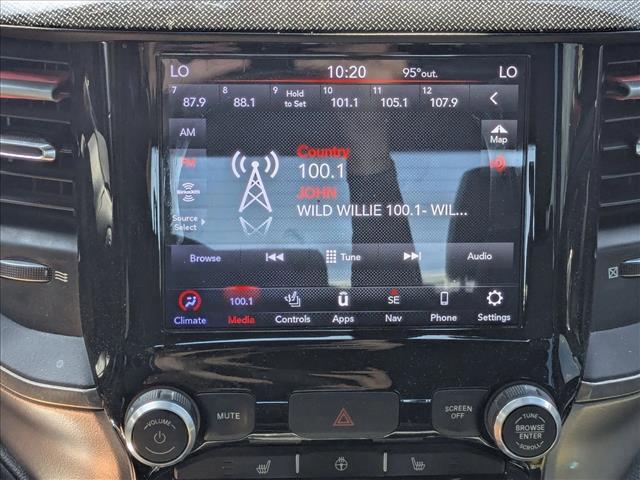 LO 10:20 95°out. LO
7 8 9 10 11 12
87.9 88.1 Hold to Set 101.1 105.1 107.9
AM
Map
FM
Country
100.1
SiriusXM
JOHN
WILD WILLIE 100.1- WIL...
Source
Select
Browse Tune Audio
100.1 SE
Climate Media Controls Apps Nav Phone Settings
VOLUME
MUTE
SCREEN
OFF
TUNE
BROWSE
ENTER
SCROLL